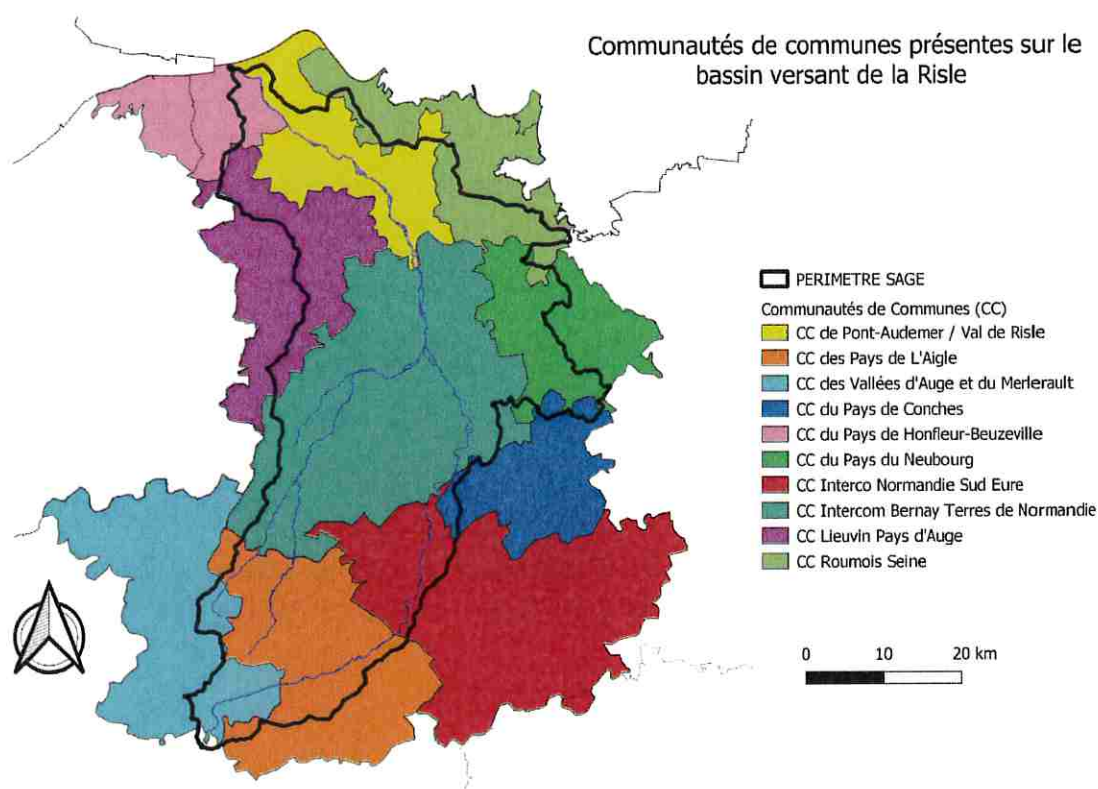 Communautés de communes présentes sur le
bassin versant de la Risle
PERIMETRE SAGE
Communautés de Communes (CC)
CC de Pont-Audemer / Val de Risle
CC des Pays de L'Aigle
CC des Vallées d'Auge et du Merlerault
CC du Pays de Conches
CC du Pays de Honfleur-Beuzeville
CC du Pays du Neubourg
CC Interco Normandie Sud Eure
CC Intercom Bernay Terres de Normandie
CC Lieuvin Pays d'Auge
CC Roumois Seine
0 10 20 km